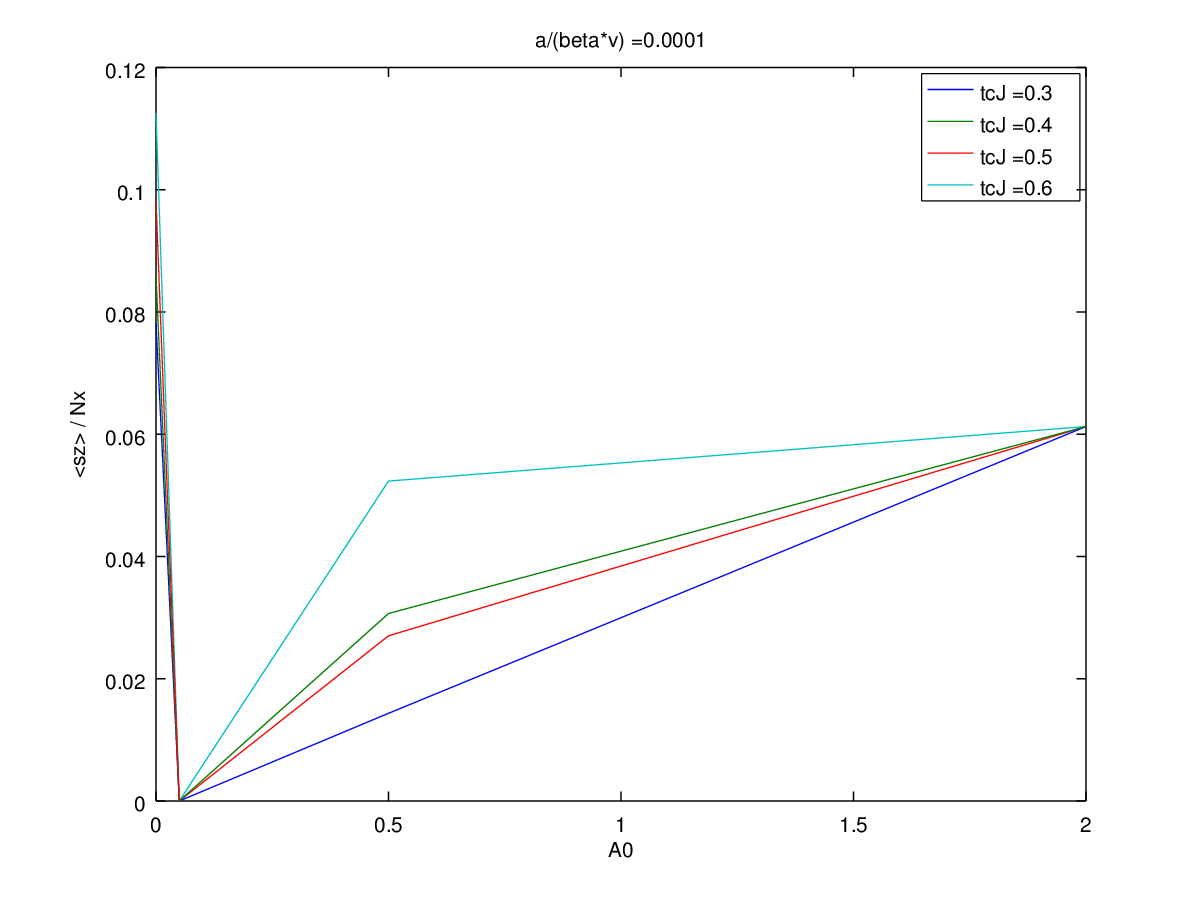 a/(beta*v) =0.0001
0.12
0.1
0.08
0.06
0.04
0.02
0
<sz> / Nx
tcJ =0.3
tcJ =0.4
tcJ =0.5
tcJ =0.6
0 0.5 1 1.5 2
A0